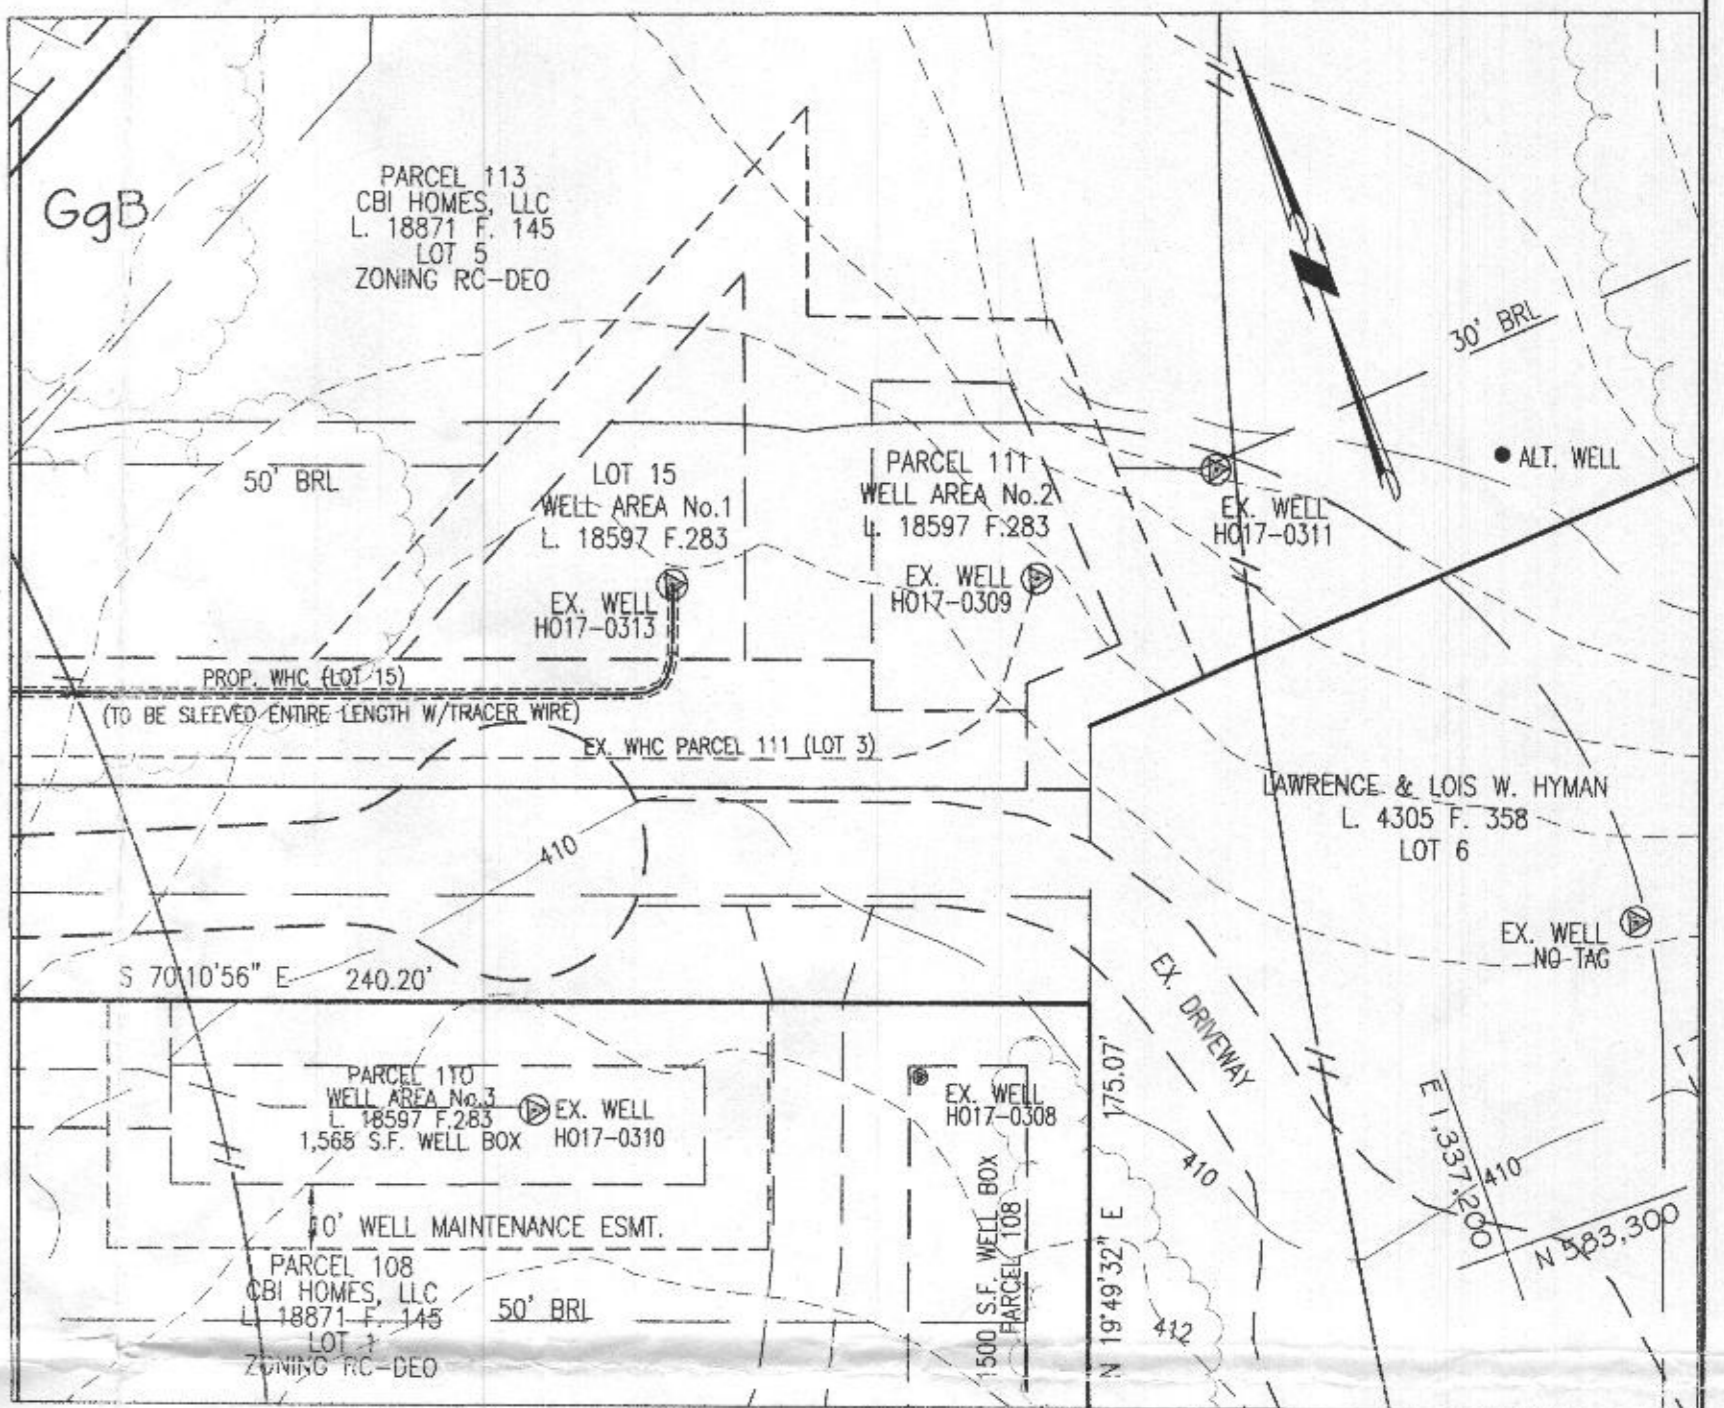 GgB
PARCEL 113
CBI HOMES, LLC
L. 18871 F. 145
LOT 5
ZONING RC-DEO
30' BRL
50' BRL
LOT 15
WELL AREA No.1
L. 18597 F.283
PARCEL 111
WELL AREA No.2
L. 18597 F.283
ALT. WELL
EX. WELL
HO17-0311
EX. WELL
HO17-0313
EX. WELL
HO17-0309
PROP. WHC (LOT 15)
(TO BE SLEEVED ENTIRE LENGTH W/TRACER WIRE)
EX. WHC PARCEL 111 (LOT 3)
LAWRENCE & LOIS W. HYMAN
L. 4305 F. 358
LOT 6
410
EX. WELL
NO TAG
S 70°10'56" E 240.20'
EX. DRIVEWAY
PARCEL 110
WELL AREA No.3
L. 18597 F.283
1,565 S.F. WELL BOX
EX. WELL
HO17-0310
EX. WELL
HO17-0308
N 19°49'32" E 175.07'
1500 S.F. WELL BOX
PARCEL 108
10' WELL MAINTENANCE ESMT.
410
410
E 1,337,200
N 583,300
PARCEL 108
CBI HOMES, LLC
L. 18871 F. 145
LOT 1
ZONING RC-DEO
50' BRL
412